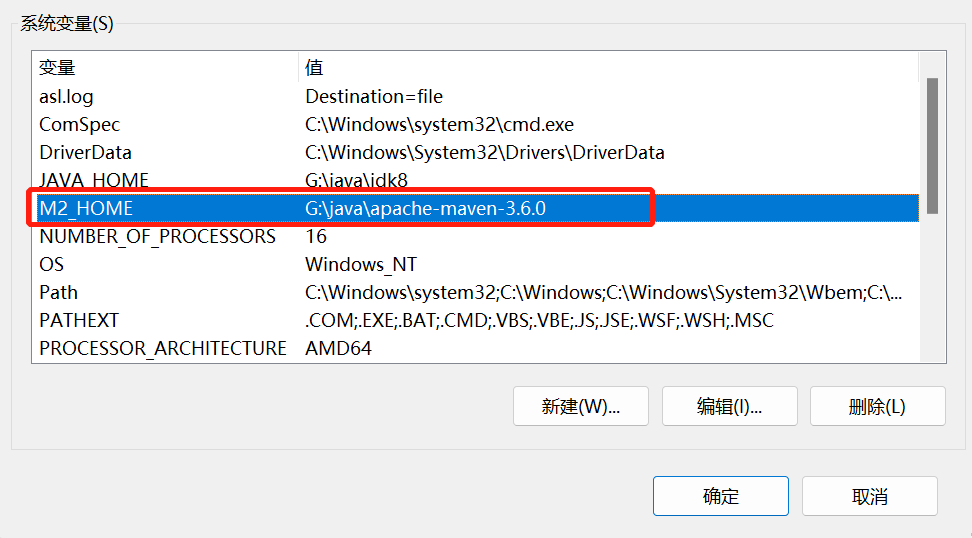 系统变量(S)
变量 值
asl.log Destination=file
ComSpec C:\Windows\system32\cmd.exe
DriverData C:\Windows\System32\Drivers\DriverData
JAVA_HOME G:\java\jdk8
M2_HOME G:\java\apache-maven-3.6.0
NUMBER_OF_PROCESSORS 16
OS Windows_NT
Path C:\Windows\system32;C:\Windows;C:\Windows\System32\Wbem;C:\...
PATHEXT .COM;.EXE;.BAT;.CMD;.VBS;.VBE;.JS;.JSE;.WSF;.WSH;.MSC
PROCESSOR_ARCHITECTURE AMD64
新建(W)... 编辑(I)... 删除(L)
确定 取消